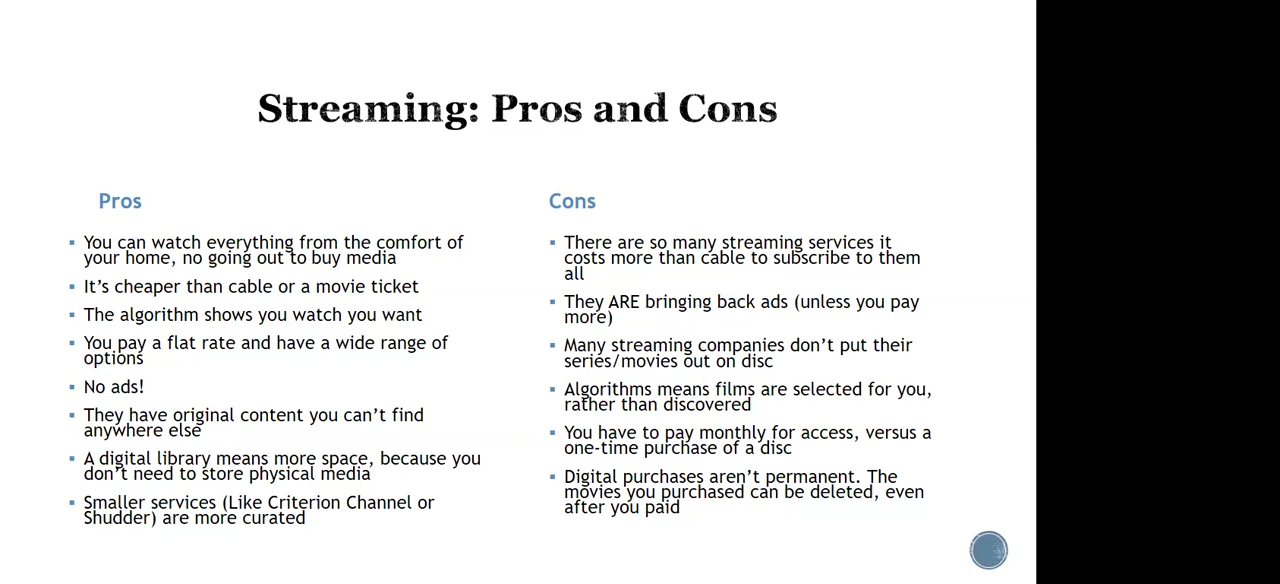 Streaming: Pros and Cons
Pros
You can watch everything from the comfort of
your home, no going out to buy media
It’s cheaper than cable or a movie ticket
The algorithm shows you watch you want
You pay a flat rate and have a wide range of
options
No ads!
They have original content you can’t find
anywhere else
A digital library means more space, because you
don’t need to store physical media
Smaller services (Like Criterion Channel or
Shudder) are more curated
Cons
There are so many streaming services it
costs more than cable to subscribe to them
all
They ARE bringing back ads (unless you pay
more)
Many streaming companies don’t put their
series/movies out on disc
Algorithms means films are selected for you,
rather than discovered
You have to pay monthly for access, versus a
one-time purchase of a disc
Digital purchases aren’t permanent. The
movies you purchased can be deleted, even
after you paid